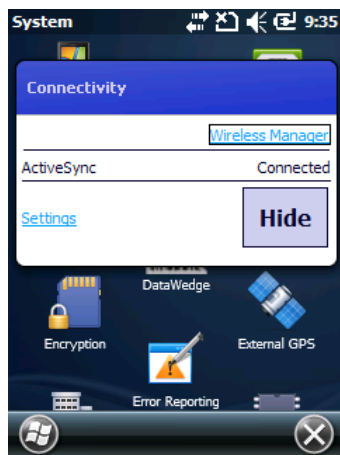 System 9:35
Connectivity
Wireless Manager
ActiveSync Connected
Settings Hide
DataWedge
Encryption External GPS
Error Reporting